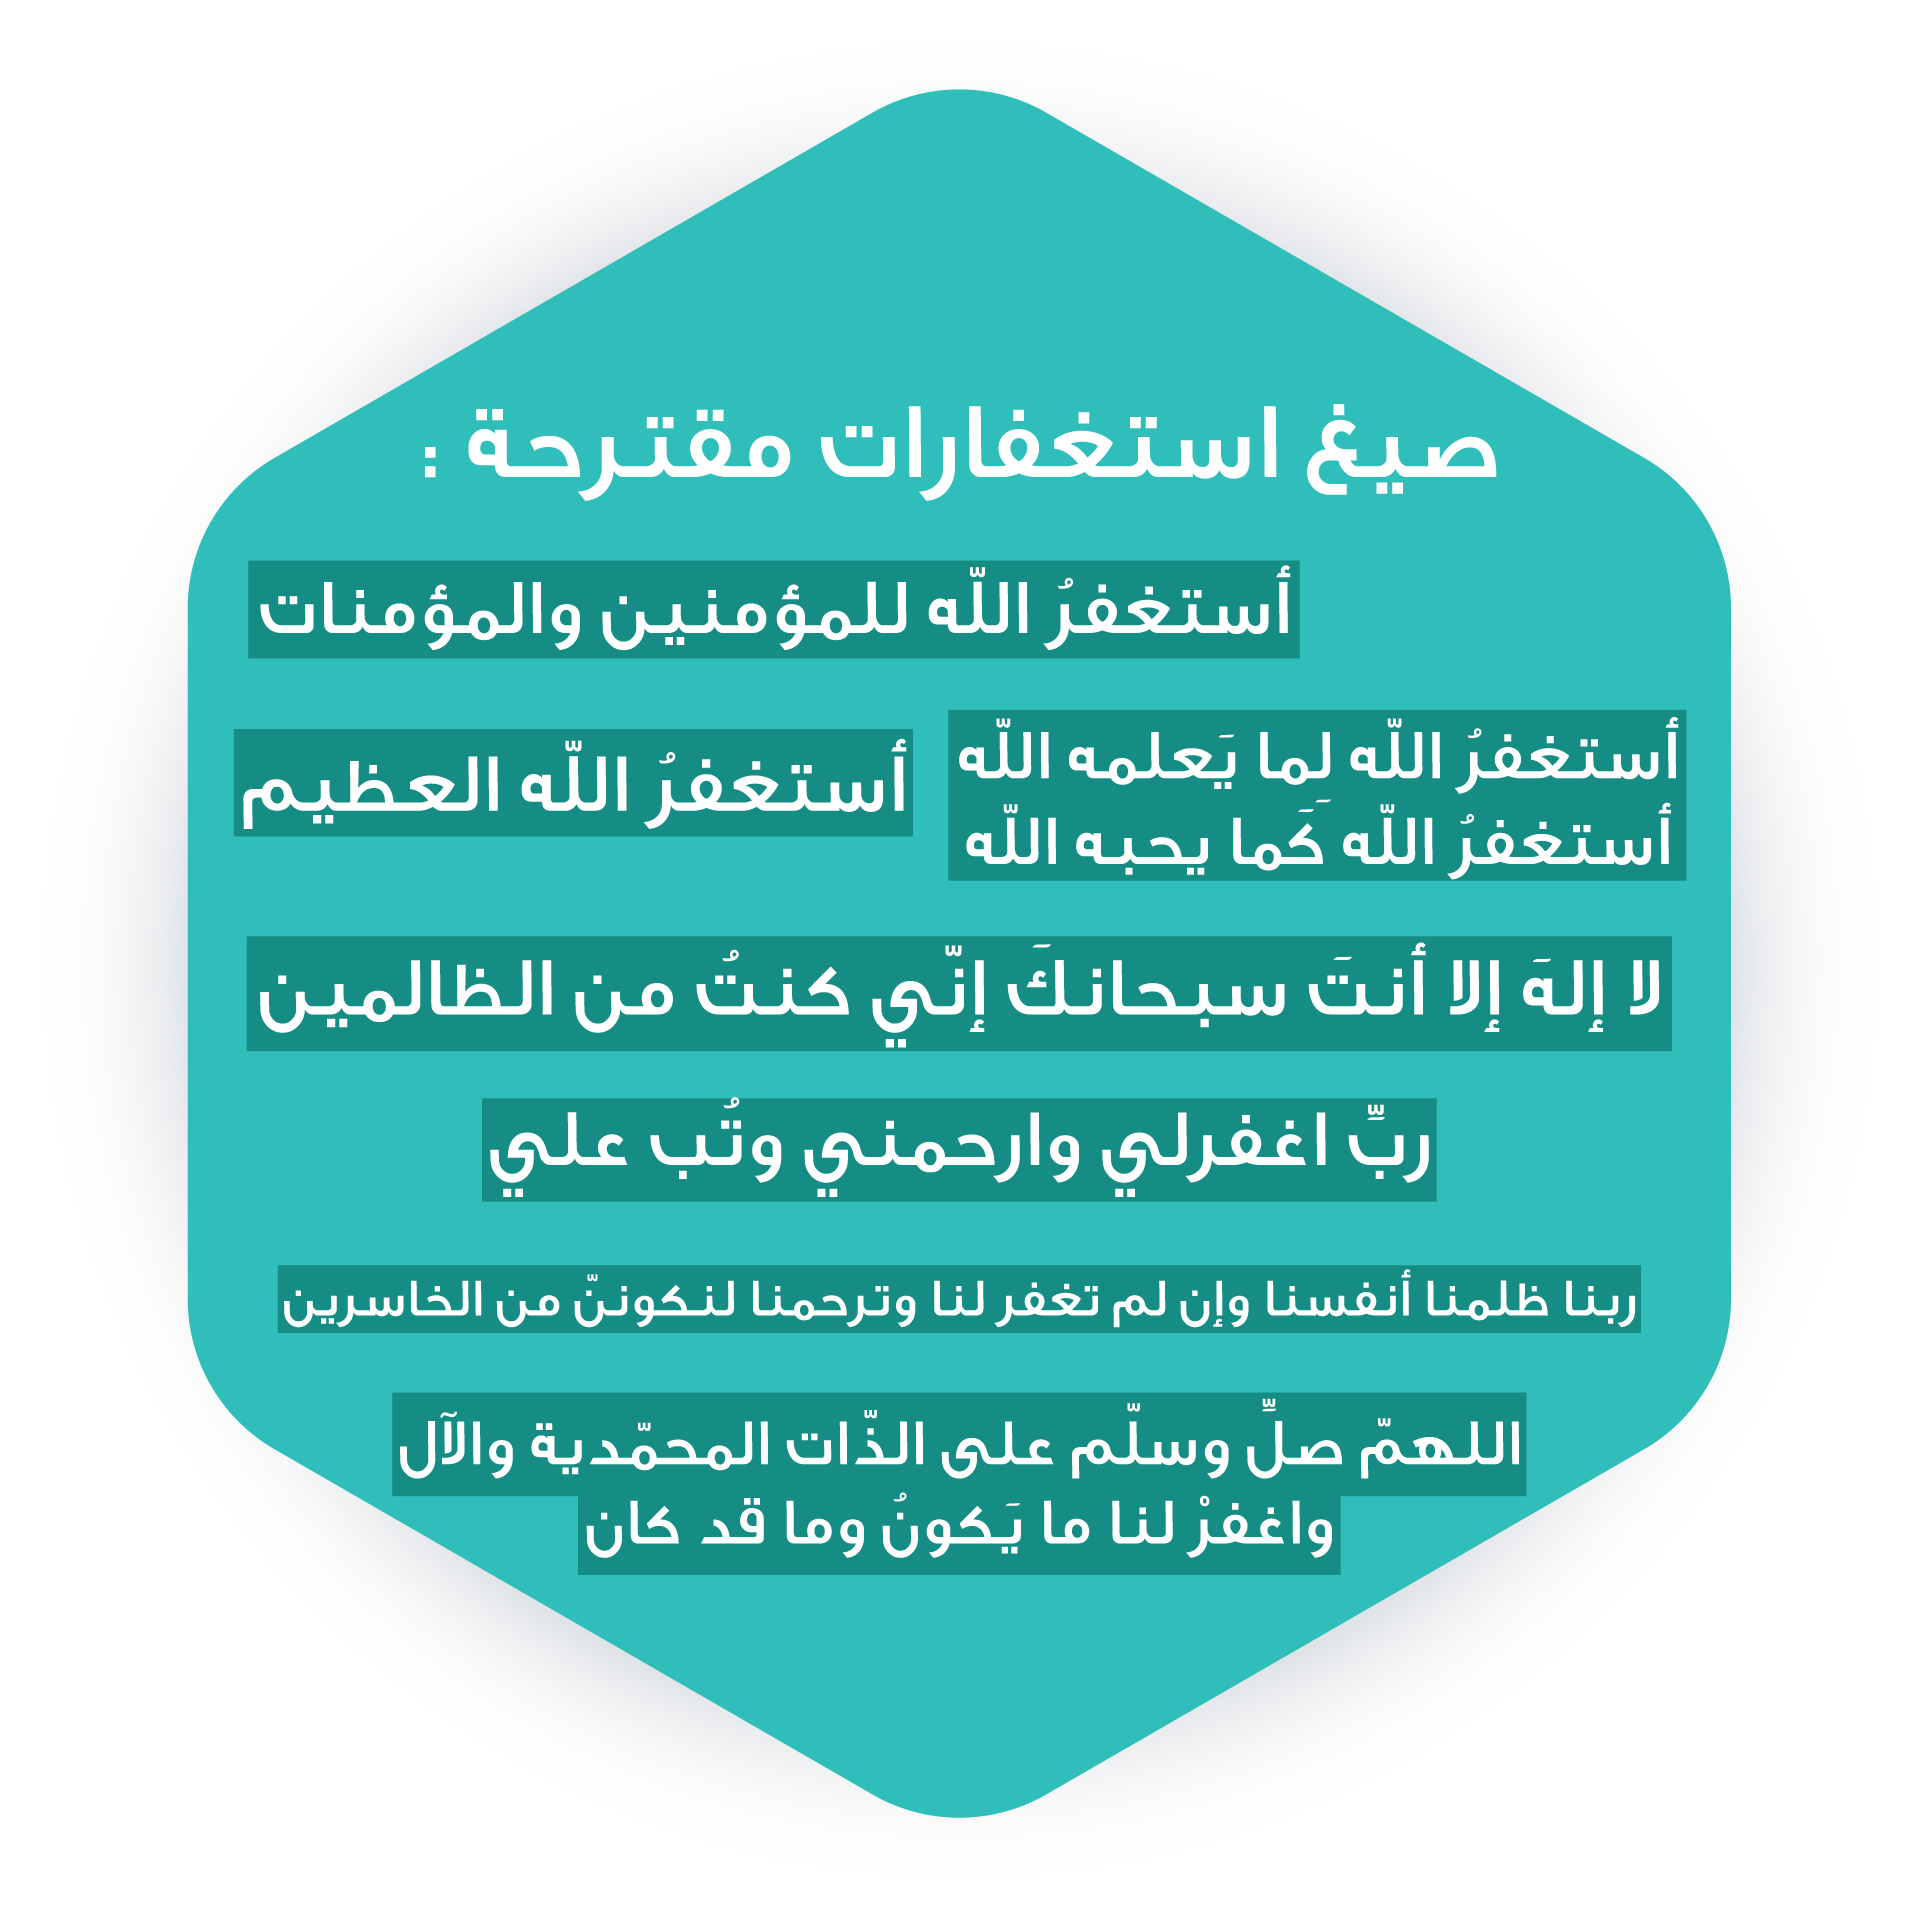 صيغ استغفارات مقترحة :
أستغفرُ اللّه للمؤمنين والمؤمنات
أستغفرُ اللّه لَما يَعلمه اللّه
أستغفرُ اللّه كَما يحبه اللّه
أستغفرُ اللّه العظيم
لا إلهَ إلا أنتَ سبحانكَ إنّي كنتُ من الظالمين
ربِّ اغفرلي وارحمني وتُب علي
ربنا ظلمنا أنفسنا وإن لم تغفر لنا وترحمنا لنكوننّ من الخاسرين
اللهمّ صلِّ وسلّم على الذّات المحمّدية والآل
واغفرْ لنا ما يَكونُ وما قد كان